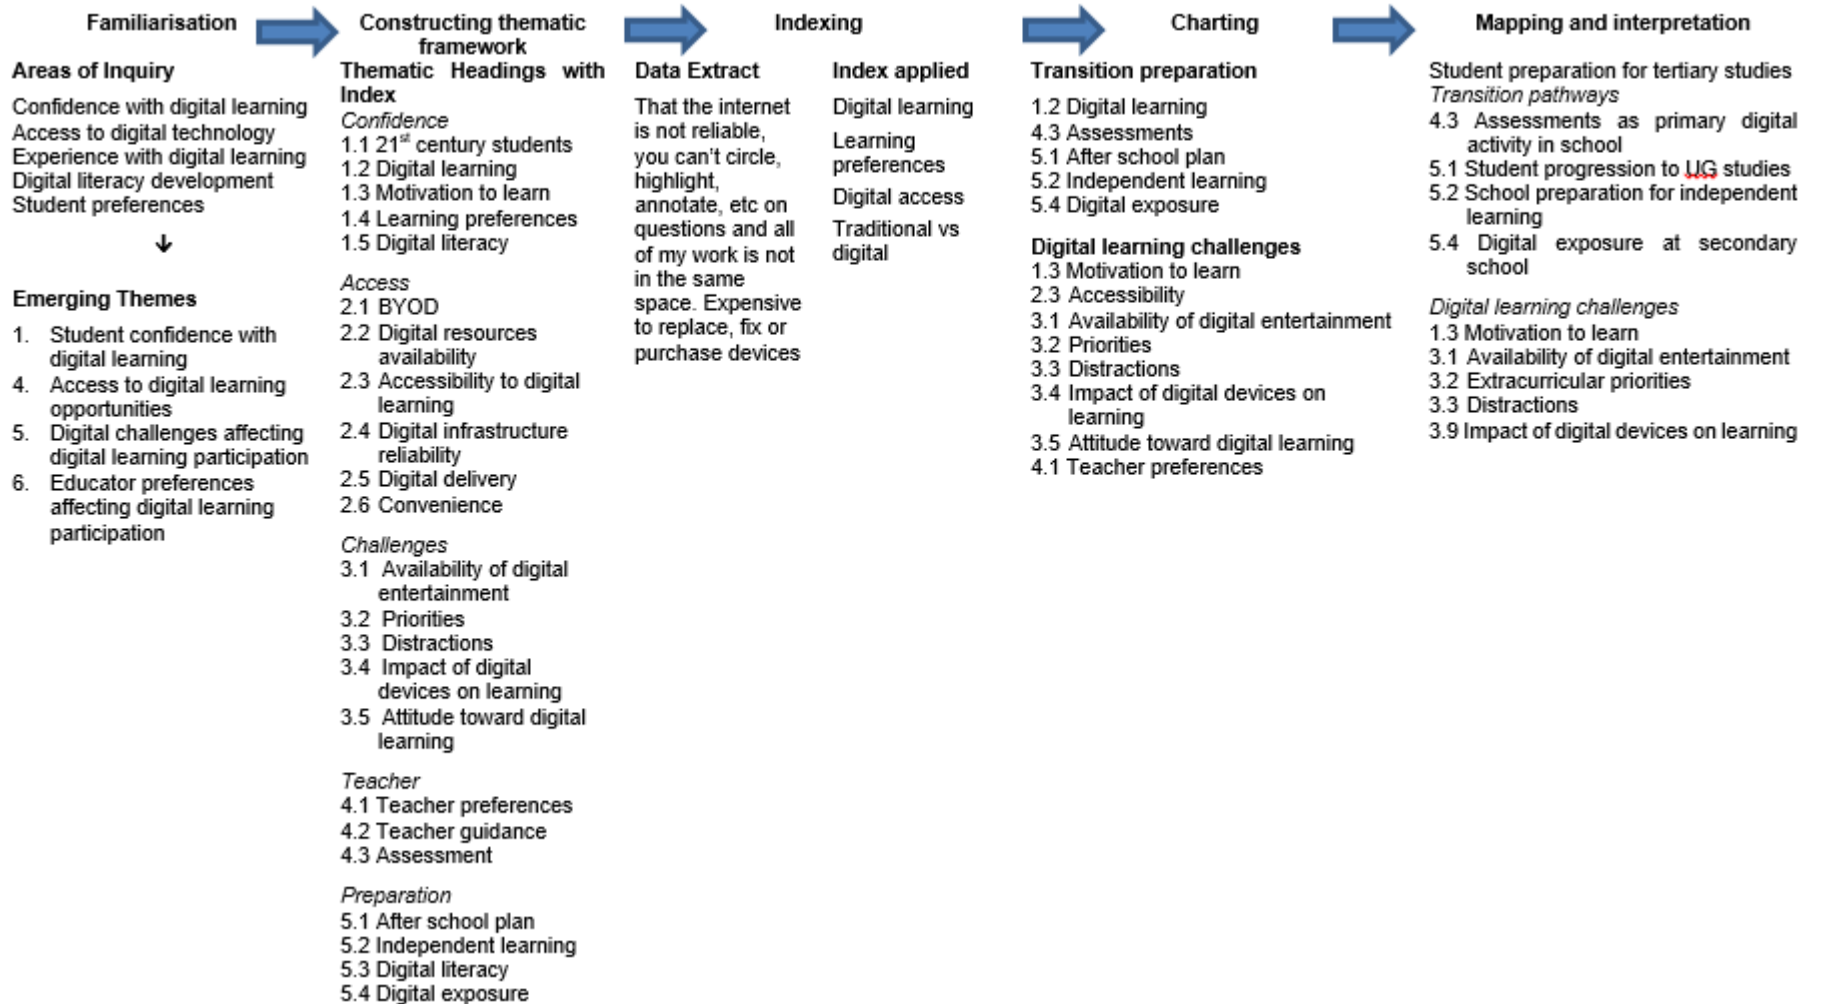 Familiarisation
Constructing thematic
framework
Indexing
Charting
Mapping and interpretation
Areas of Inquiry
Confidence with digital learning
Access to digital technology
Experience with digital learning
Digital literacy development
Student preferences
Emerging Themes
1. Student confidence with
digital learning
4. Access to digital learning
opportunities
5. Digital challenges affecting
digital learning participation
6. Educator preferences
affecting digital learning
participation
Thematic Headings with
Index
Confidence
1.1 21st century students
1.2 Digital learning
1.3 Motivation to learn
1.4 Learning preferences
1.5 Digital literacy
Access
2.1 BYOD
2.2 Digital resources
availability
2.3 Accessibility to digital
learning
2.4 Digital infrastructure
reliability
2.5 Digital delivery
2.6 Convenience
Challenges
3.1 Availability of digital
entertainment
3.2 Priorities
3.3 Distractions
3.4 Impact of digital
devices on learning
3.5 Attitude toward digital
learning
Teacher
4.1 Teacher preferences
4.2 Teacher guidance
4.3 Assessment
Preparation
5.1 After school plan
5.2 Independent learning
5.3 Digital literacy
5.4 Digital exposure
Data Extract
That the internet
is not reliable,
you can't circle,
highlight,
annotate, etc on
questions and all
of my work is not
in the same
space. Expensive
to replace, fix or
purchase devices
Index applied
Digital learning
Learning
preferences
Digital access
Traditional vs
digital
Transition preparation
1.2 Digital learning
4.3 Assessments
5.1 After school plan
5.2 Independent learning
5.4 Digital exposure
Digital learning challenges
1.3 Motivation to learn
2.3 Accessibility
3.1 Availability of digital entertainment
3.2 Priorities
3.3 Distractions
3.4 Impact of digital devices on
learning
3.5 Attitude toward digital learning
4.1 Teacher preferences
Student preparation for tertiary studies
Transition pathways
4.3 Assessments as primary digital
activity in school
5.1 Student progression to UG studies
5.2 School preparation for independent
learning
5.4 Digital exposure at secondary
school
Digital learning challenges
1.3 Motivation to learn
3.1 Availability of digital entertainment
3.2 Extracurricular priorities
3.3 Distractions
3.9 Impact of digital devices on learning